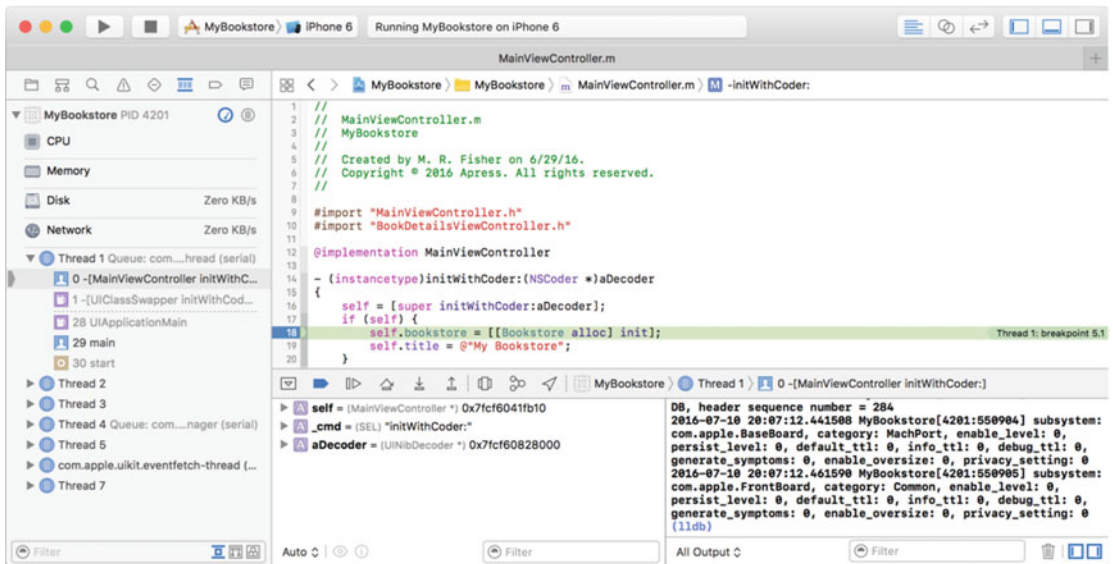 MyBookstore iPhone 6 Running MyBookstore on iPhone 6
MainViewController.m
MyBookstore MyBookstore MainViewController.m M -initWithCoder:
MyBookstore PID 4201
CPU
Memory
Disk Zero KB/s
Network Zero KB/s
Thread 1 Queue: com....hread (serial)
0 -[MainViewController initWithC...
1 -[UIClassSwapper initWithCod...
28 UIApplicationMain
29 main
30 start
Thread 2
Thread 3
Thread 4 Queue: com....nager (serial)
Thread 5
com.apple.uikit.eventfetch-thread (...
Thread 7
Filter
1 //
2 // MainViewController.m
3 // MyBookstore
4 //
5 // Created by M. R. Fisher on 6/29/16.
6 // Copyright © 2016 Apress. All rights reserved.
7 //
8
9 #import "MainViewController.h"
10 #import "BookDetailsViewController.h"
11
12 @implementation MainViewController
13
14 - (instancetype)initWithCoder:(NSCoder *)aDecoder
15 {
16 self = [super initWithCoder:aDecoder];
17 if (self) {
18 self.bookstore = [[Bookstore alloc] init]; Thread 1: breakpoint 5.1
19 self.title = @"My Bookstore";
20 }
MyBookstore Thread 1 0 -[MainViewController initWithCoder:]
A self = (MainViewController *) 0x7fcf6041fb10
A _cmd = (SEL) "initWithCoder:"
A aDecoder = (UINibDecoder *) 0x7fcf60828000
Auto Filter
DB, header sequence number = 284
2016-07-10 20:07:12.441508 MyBookstore[4201:550904] subsystem:
com.apple.BaseBoard, category: MachPort, enable_level: 0,
persist_level: 0, default_ttl: 0, info_ttl: 0, debug_ttl: 0,
generate_symptoms: 0, enable_oversize: 0, privacy_setting: 0
2016-07-10 20:07:12.461590 MyBookstore[4201:550905] subsystem:
com.apple.FrontBoard, category: Common, enable_level: 0,
persist_level: 0, default_ttl: 0, info_ttl: 0, debug_ttl: 0,
generate_symptoms: 0, enable_oversize: 0, privacy_setting: 0
(lldb)
All Output Filter